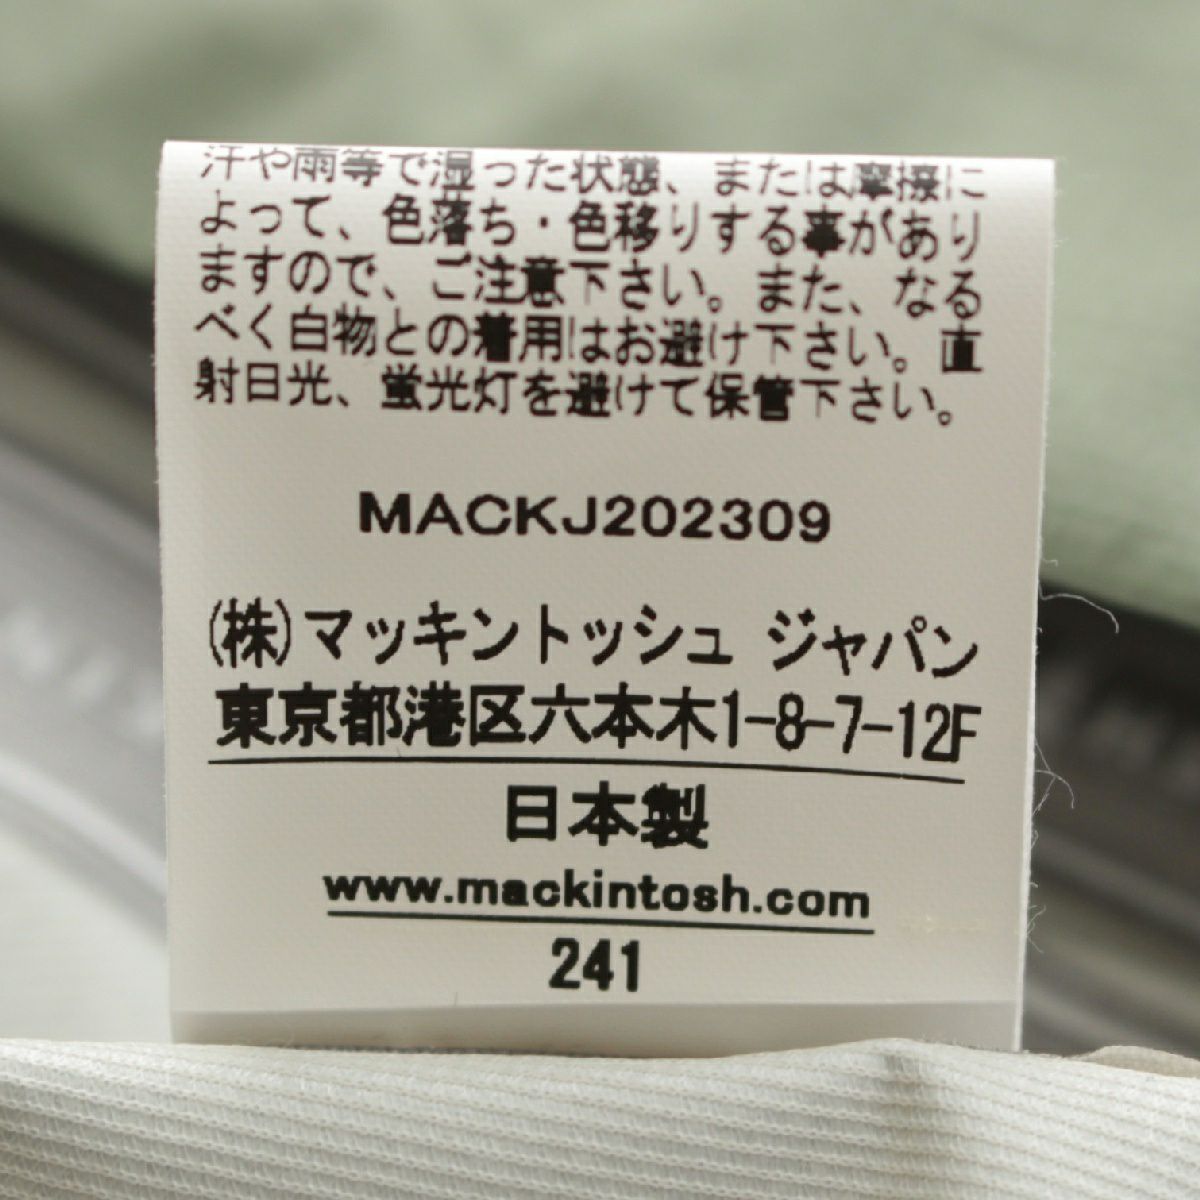 汗や雨等で湿った状態、または摩擦に
よって、色落ち・色移りする事があり
ますので、ご注意下さい。また、なる
べく白物との着用はお避け下さい。直
射日光、蛍光灯を避けて保管下さい。
MACKJ202309
(株)マッキントッシュ ジャパン
東京都港区六本木1-8-7-12F
日本製
www.mackintosh.com
241